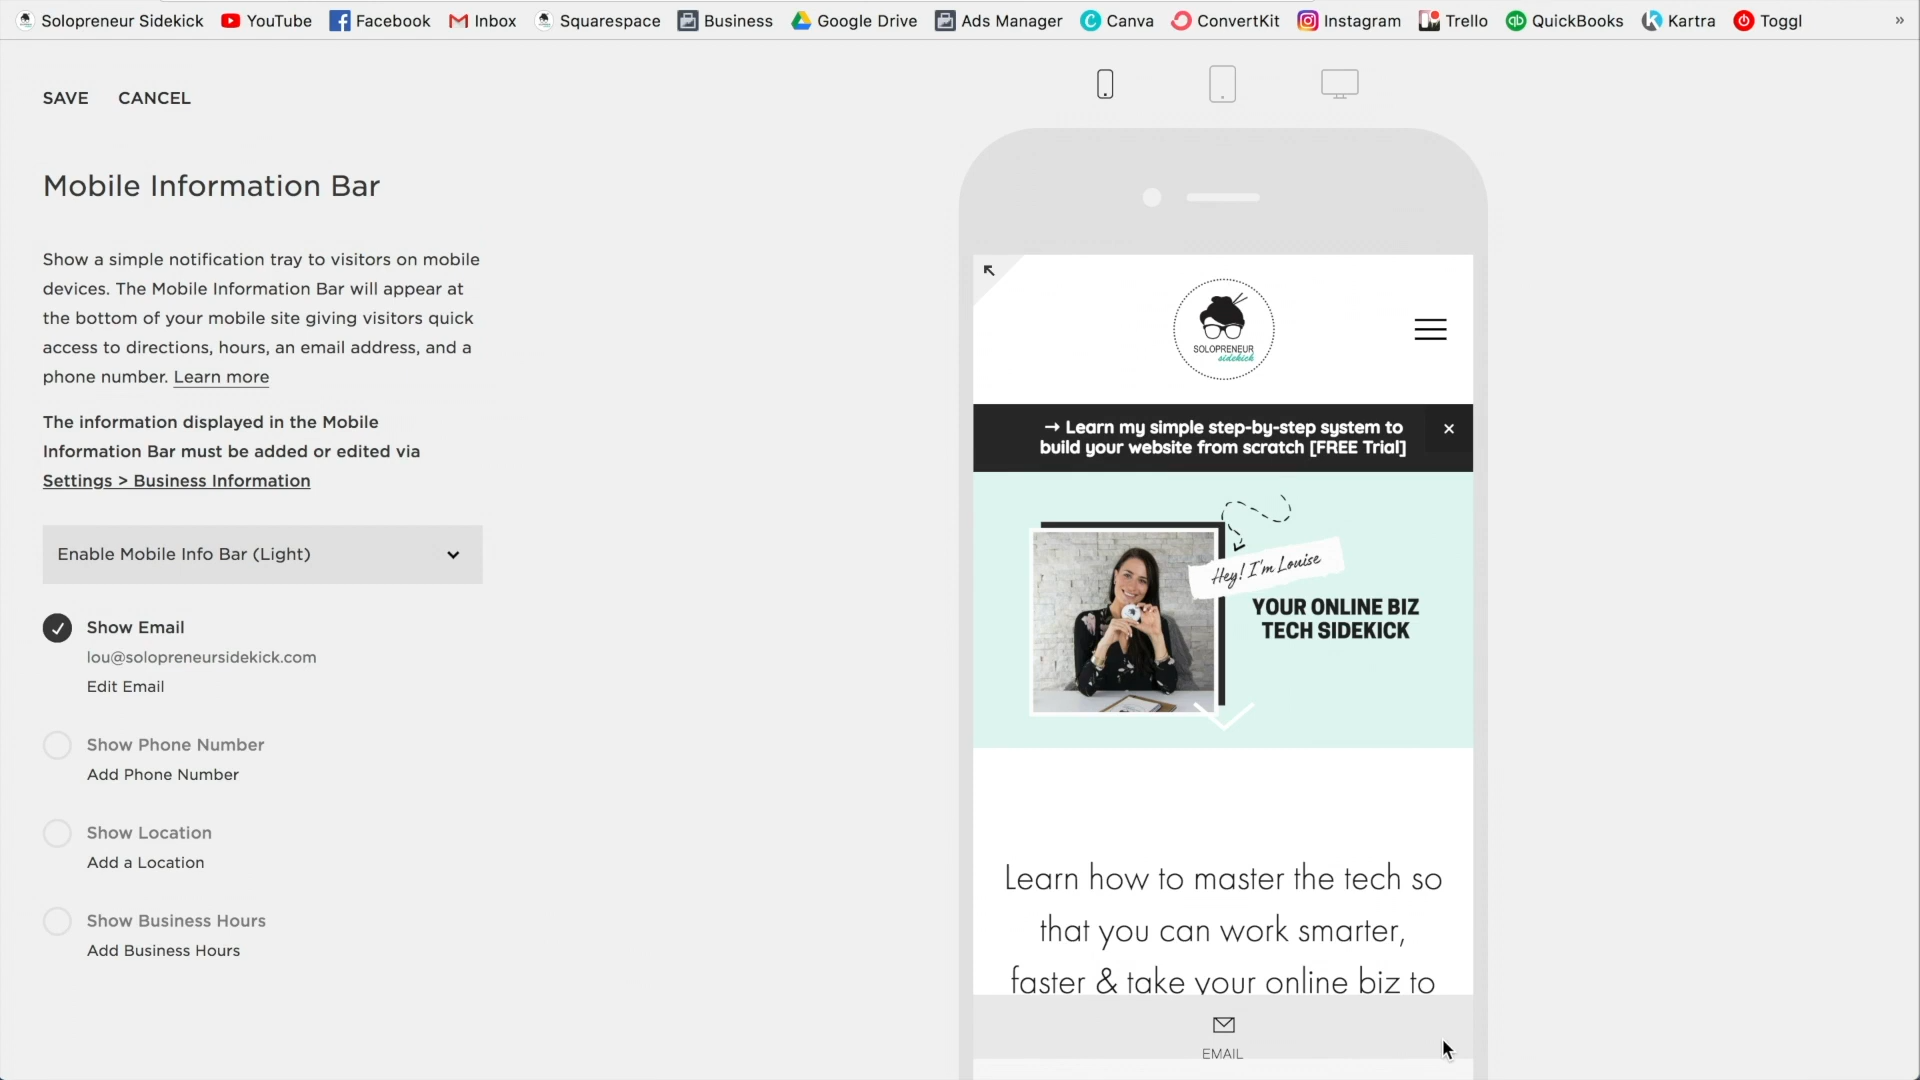 Solopreneur Sidekick YouTube Facebook Inbox Squarespace Business Google Drive Ads Manager Canva ConvertKit Instagram Trello QuickBooks Kartra Toggl »
SAVE CANCEL
Mobile Information Bar
Show a simple notification tray to visitors on mobile
devices. The Mobile Information Bar will appear at
the bottom of your mobile site giving visitors quick
access to directions, hours, an email address, and a
phone number. Learn more
The information displayed in the Mobile
Information Bar must be added or edited via
Settings > Business Information
Enable Mobile Info Bar (Light)
Show Email
lou@solopreneursidekick.com
Edit Email
Show Phone Number
Add Phone Number
Show Location
Add a Location
Show Business Hours
Add Business Hours
SOLOPRENEUR
sidekick
→ Learn my simple step-by-step system to
build your website from scratch [FREE Trial]
Hey! I'm Louise
YOUR ONLINE BIZ
TECH SIDEKICK
Learn how to master the tech so
that you can work smarter,
faster & take your online biz to
EMAIL